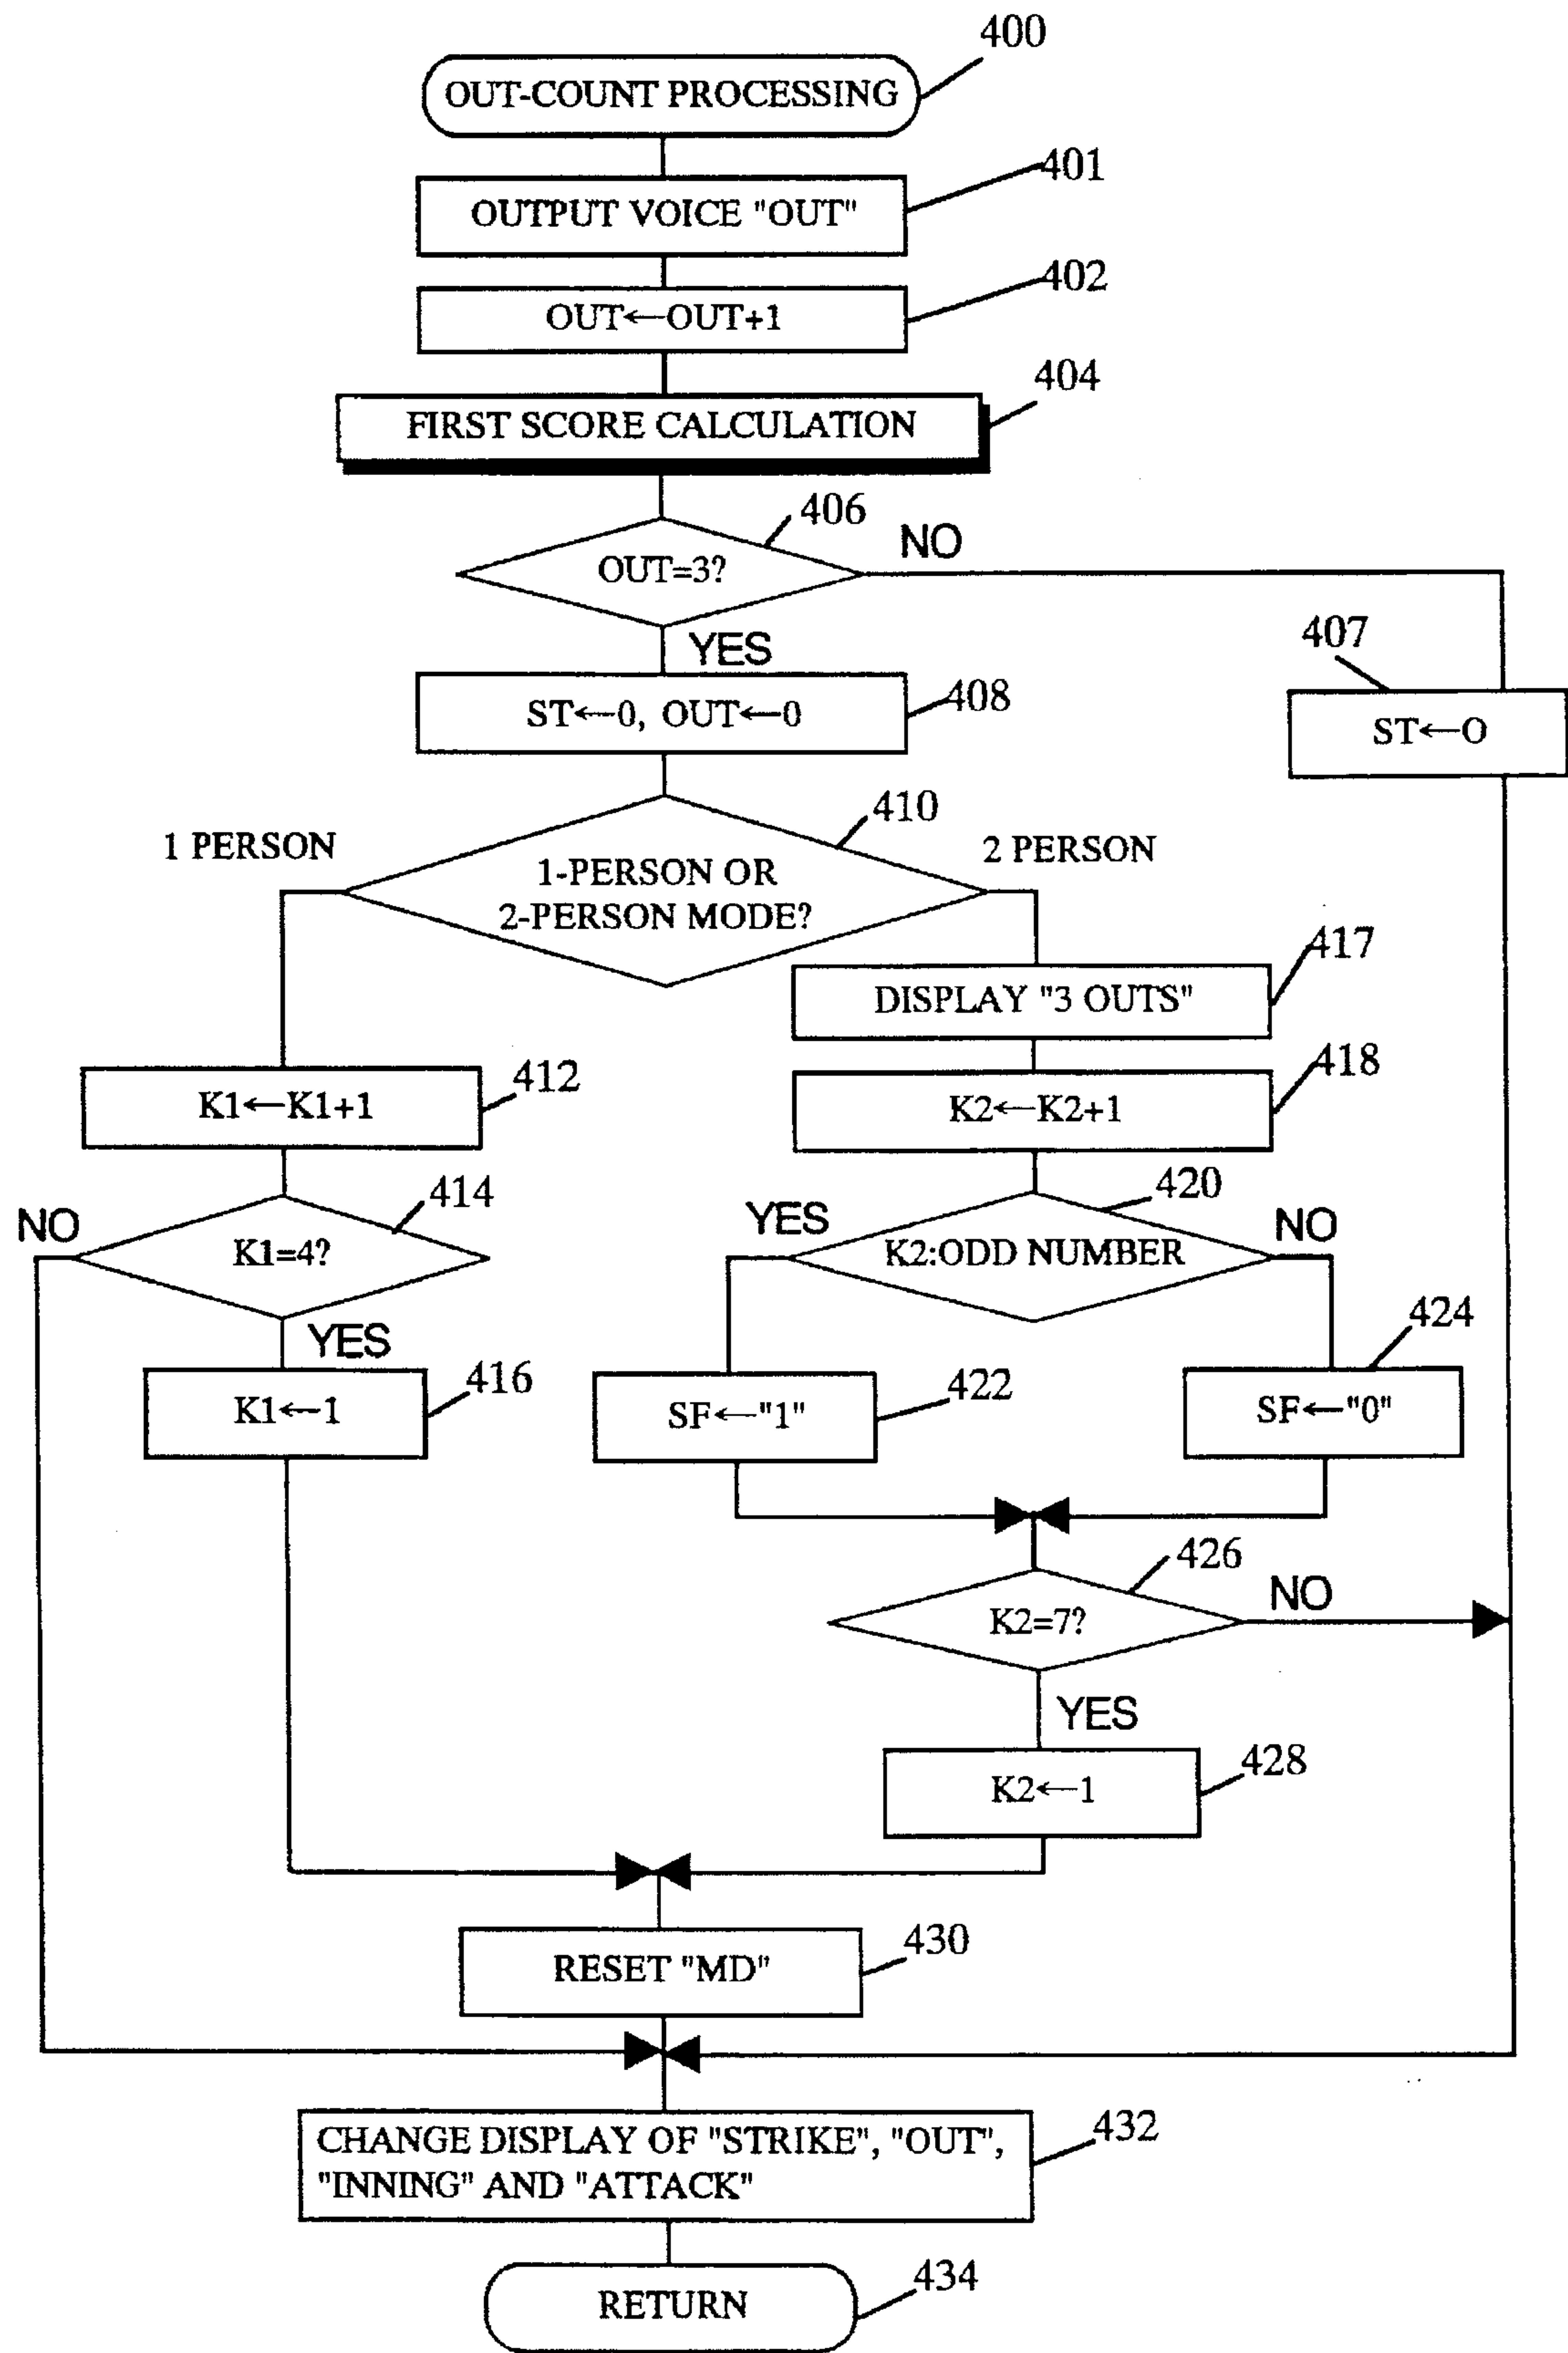 400
OUT-COUNT PROCESSING
401
OUTPUT VOICE "OUT"
402
OUT←OUT+1
404
FIRST SCORE CALCULATION
406
NO
OUT=3?
YES
407
408
ST←0, OUT←0
ST←O
410
1 PERSON
2 PERSON
1-PERSON OR
2-PERSON MODE?
417
DISPLAY "3 OUTS"
412
418
K1←K1+1
K2←K2+1
414
420
NO
YES
NO
K1=4?
K2:ODD NUMBER
YES
424
416
422
K1←1
SF←"1"
SF←"0"
426
NO
K2=7?
YES
428
K2←1
430
RESET "MD"
432
CHANGE DISPLAY OF "STRIKE", "OUT",
"INNING" AND "ATTACK"
434
RETURN